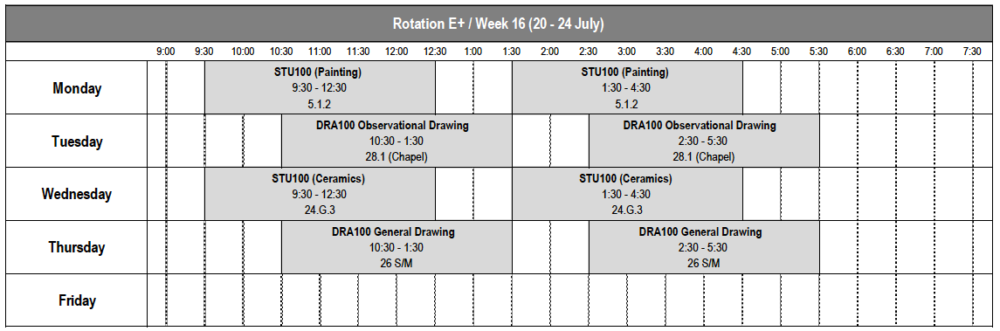 Rotation E+ / Week 16 (20 - 24 July)
9:00 9:30 10:00 10:30 11:00 11:30 12:00 12:30 1:00 1:30 2:00 2:30 3:00 3:30 4:00 4:30 5:00 5:30 6:00 6:30 7:00 7:30
Monday
STU100 (Painting)
9:30 - 12:30
5.1.2
STU100 (Painting)
1:30 - 4:30
5.1.2
Tuesday
DRA100 Observational Drawing
10:30 - 1:30
28.1 (Chapel)
DRA100 Observational Drawing
2:30 - 5:30
28.1 (Chapel)
Wednesday
STU100 (Ceramics)
9:30 - 12:30
24.G.3
STU100 (Ceramics)
1:30 - 4:30
24.G.3
Thursday
DRA100 General Drawing
10:30 - 1:30
26 S/M
DRA100 General Drawing
2:30 - 5:30
26 S/M
Friday